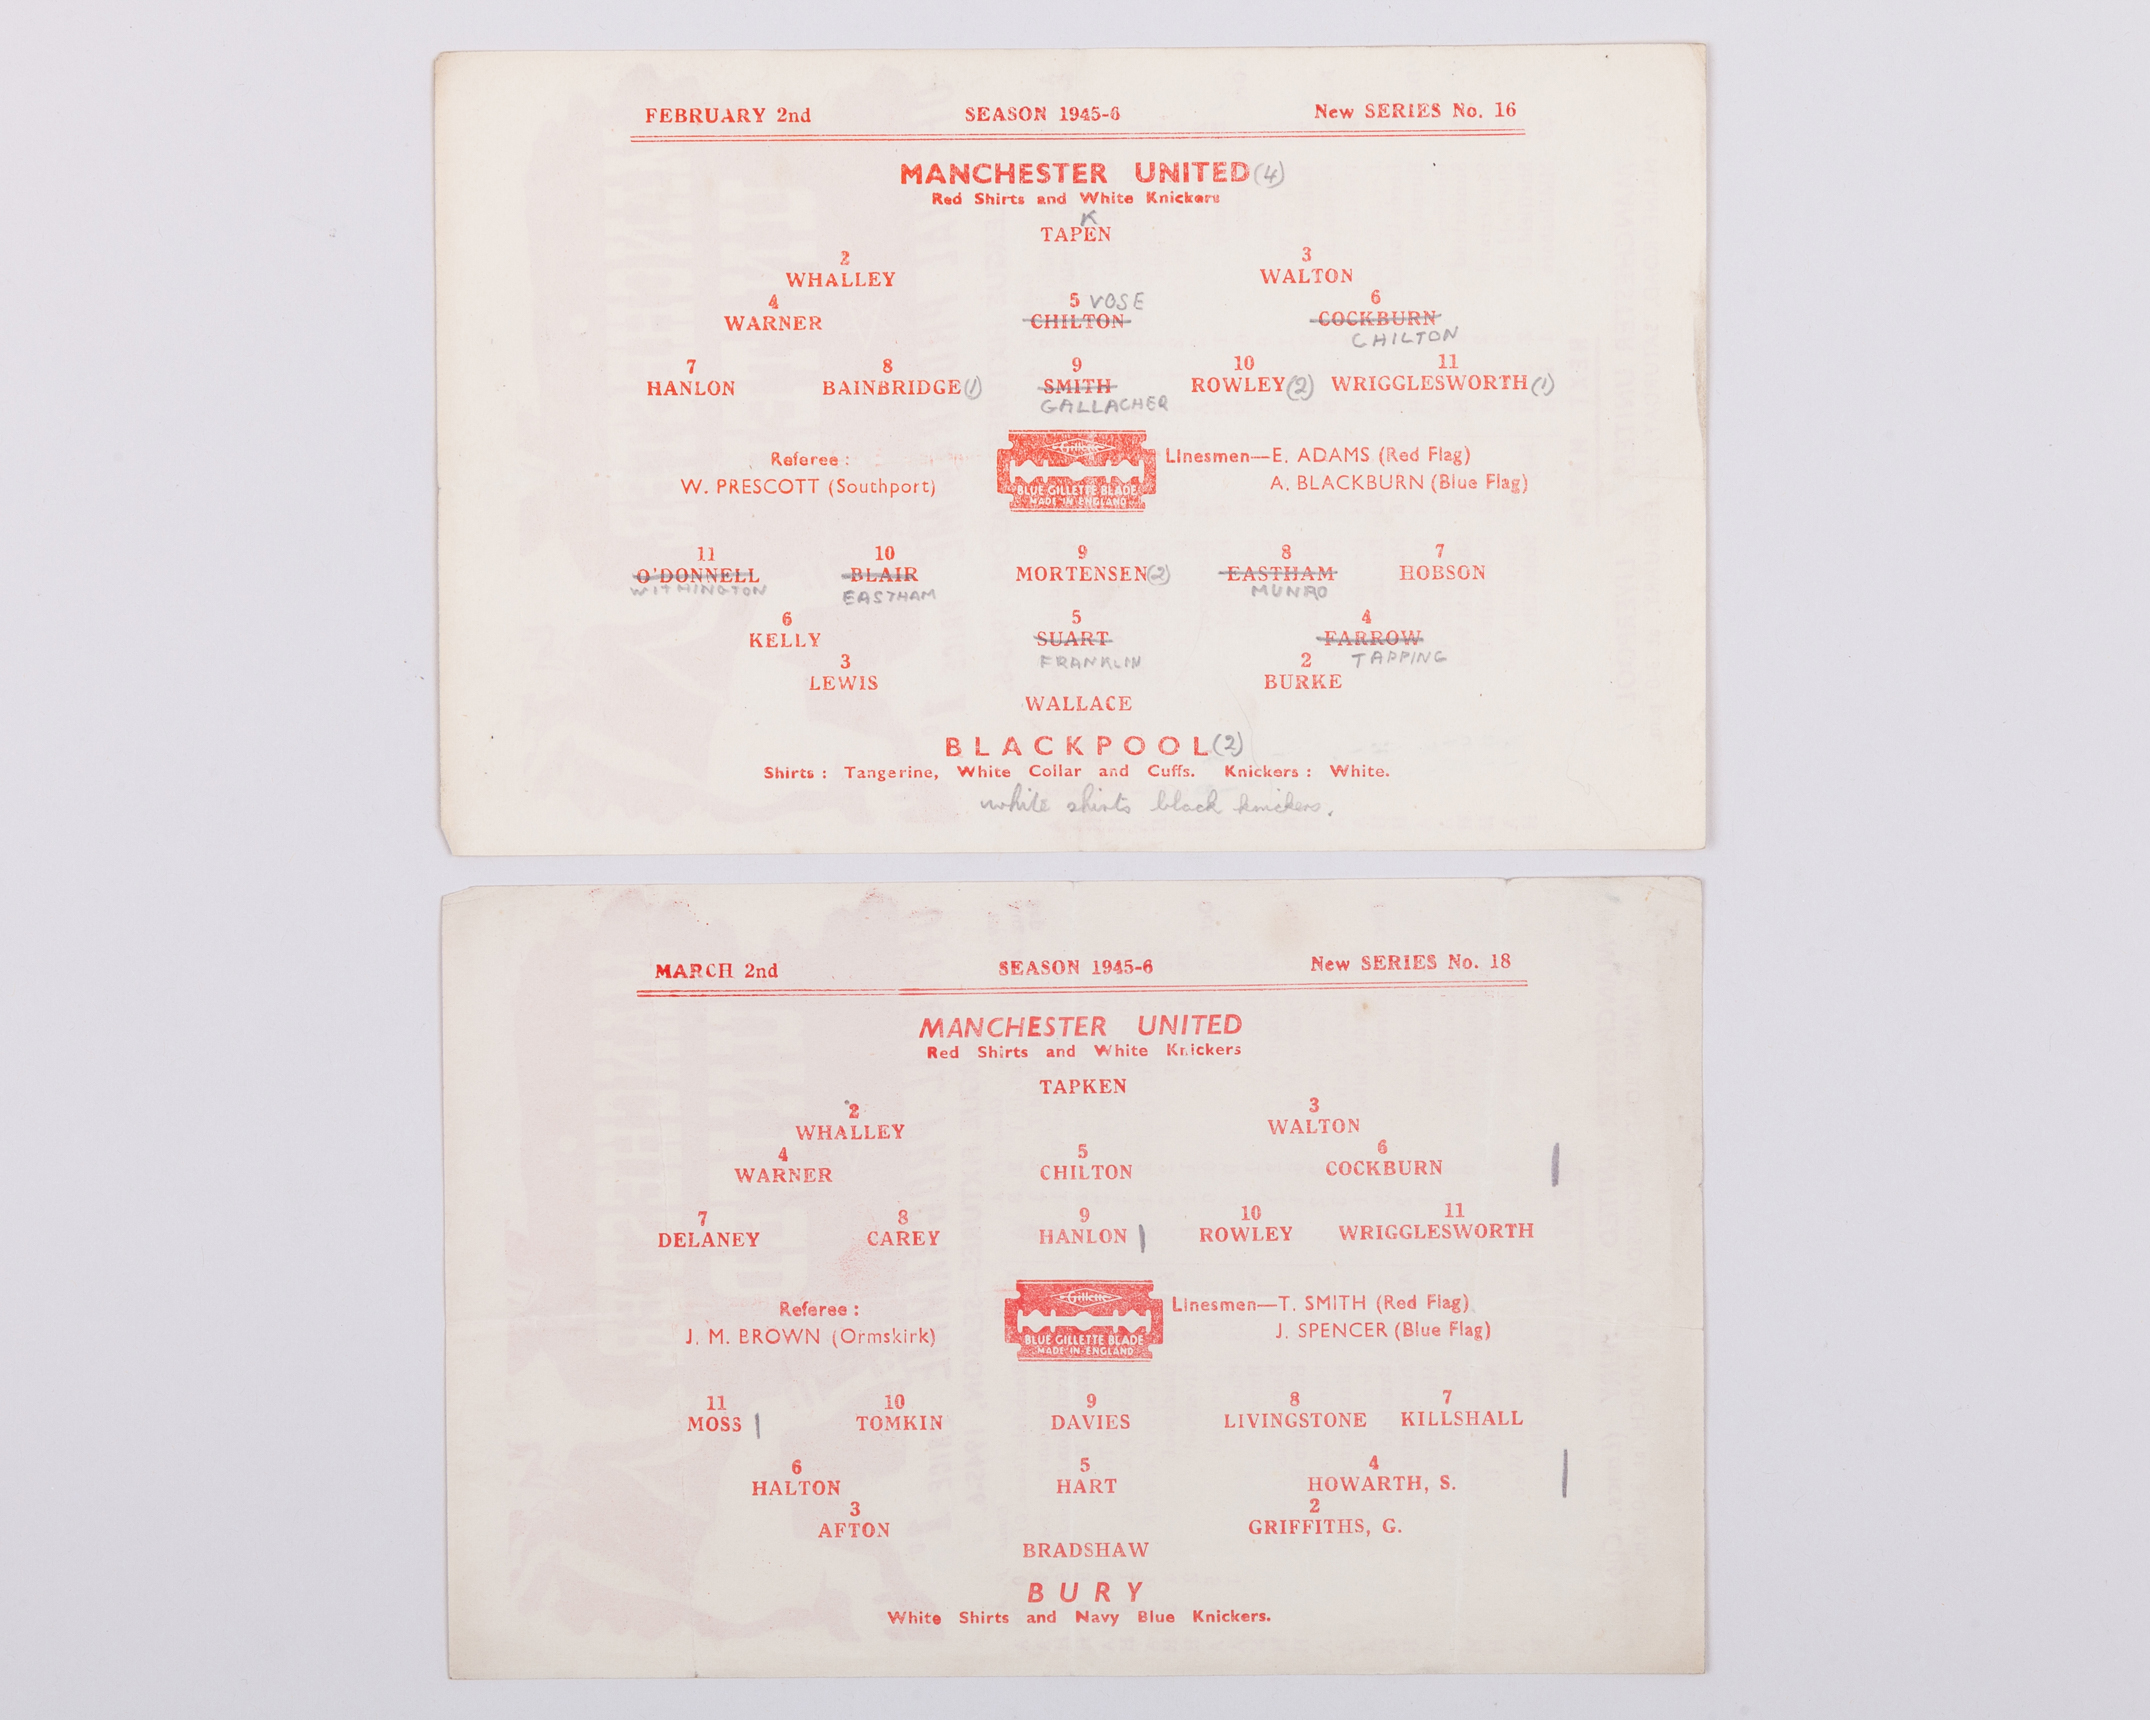 FEBRUARY 2nd SEASON 1945-6 New SERIES No. 16
MANCHESTER UNITED (4)
Red Shirts and White Knickers
K
TAPEN
2 3
WHALLEY WALTON
4 5 VOSE 6
WARNER CHILTON COCKBURN
CHILTON
7 8 9 10 11
HANLON BAINBRIDGE (1) SMITH ROWLEY (2) WRIGGLESWORTH (1)
GALLACHER
Gillette
BLUE GILLETTE BLADE
MADE IN ENGLAND
Referee : Linesmen—E. ADAMS (Red Flag)
W. PRESCOTT (Southport) A. BLACKBURN (Blue Flag)
11 10 9 8 7
O'DONNELL BLAIR MORTENSEN (2) EASTHAM HOBSON
WITHINGTON EASTHAM MUNRO
6 5 4
KELLY SUART FARROW
FRANKLIN TAPPING
3 2
LEWIS BURKE
WALLACE
BLACKPOOL (2)
Shirts : Tangerine, White Collar and Cuffs. Knickers : White.
white shirts black knickers.
MARCH 2nd SEASON 1945-6 New SERIES No. 18
MANCHESTER UNITED
Red Shirts and White Knickers
TAPKEN
2 3
WHALLEY WALTON
4 5 6
WARNER CHILTON COCKBURN |
7 8 9 10 11
DELANEY CAREY HANLON | ROWLEY WRIGGLESWORTH
Gillette
BLUE GILLETTE BLADE
MADE IN ENGLAND
Referee : Linesmen—T. SMITH (Red Flag)
J. M. BROWN (Ormskirk) J. SPENCER (Blue Flag)
11 10 9 8 7
MOSS | TOMKIN DAVIES LIVINGSTONE KILLSHALL
6 5 4
HALTON HART HOWARTH, S. |
3 2
AFTON GRIFFITHS, G.
BRADSHAW
BURY
White Shirts and Navy Blue Knickers.